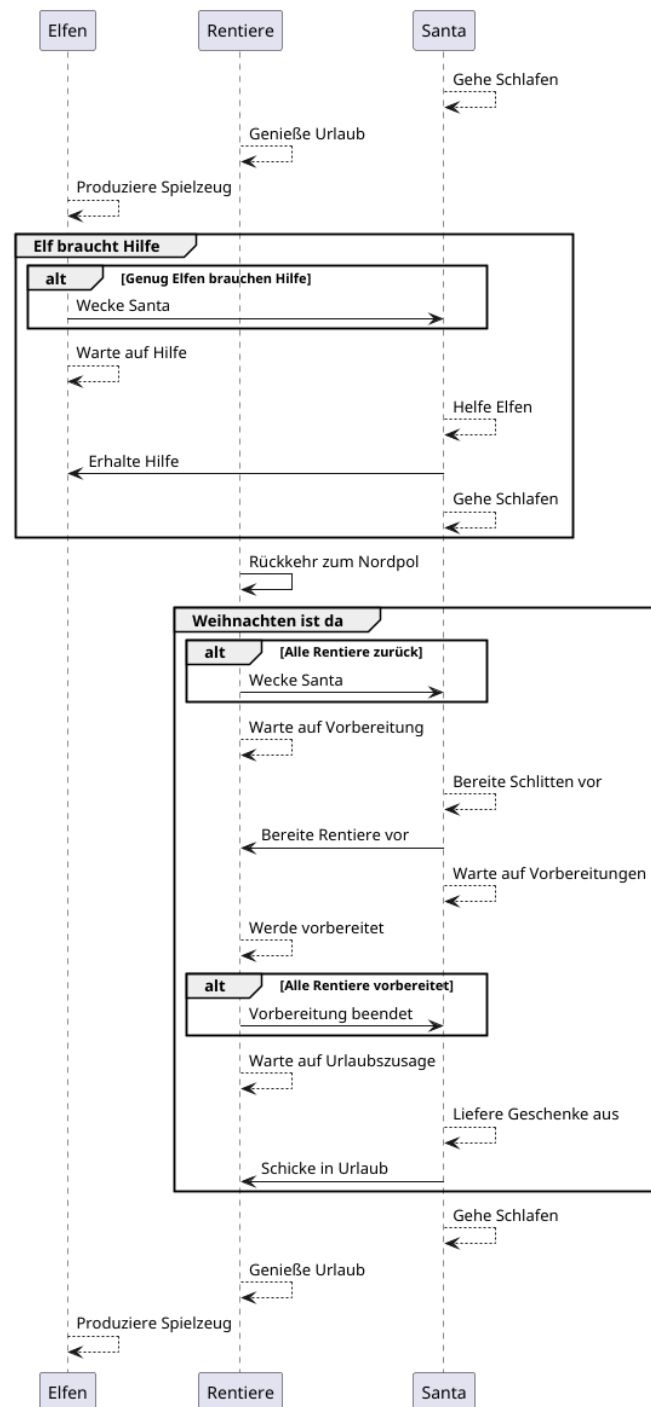 Elfen Rentiere Santa
Gehe Schlafen
Genieße Urlaub
Produziere Spielzeug
Elf braucht Hilfe
alt [Genug Elfen brauchen Hilfe]
Wecke Santa
Warte auf Hilfe
Helfe Elfen
Erhalte Hilfe
Gehe Schlafen
Rückkehr zum Nordpol
Weihnachten ist da
alt [Alle Rentiere zurück]
Wecke Santa
Warte auf Vorbereitung
Bereite Schlitten vor
Bereite Rentiere vor
Warte auf Vorbereitungen
Werde vorbereitet
alt [Alle Rentiere vorbereitet]
Vorbereitung beendet
Warte auf Urlaubszusage
Liefere Geschenke aus
Schicke in Urlaub
Gehe Schlafen
Genieße Urlaub
Produziere Spielzeug
Elfen Rentiere Santa